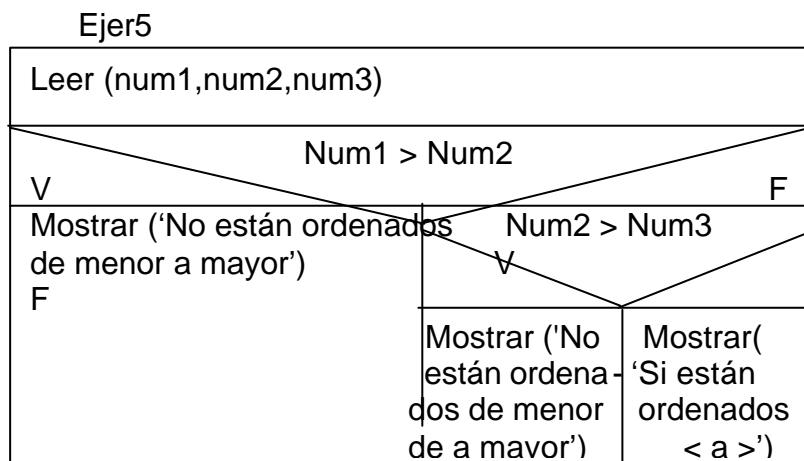 Ejer5
Leer (num1,num2,num3)
Num1 > Num2
V F
Mostrar (‘No están ordenados
de menor a mayor’)
F
Num2 > Num3
V
Mostrar ('No
están ordena-
dos de menor
de a mayor’)
Mostrar(
‘Si están
ordenados
< a >’)